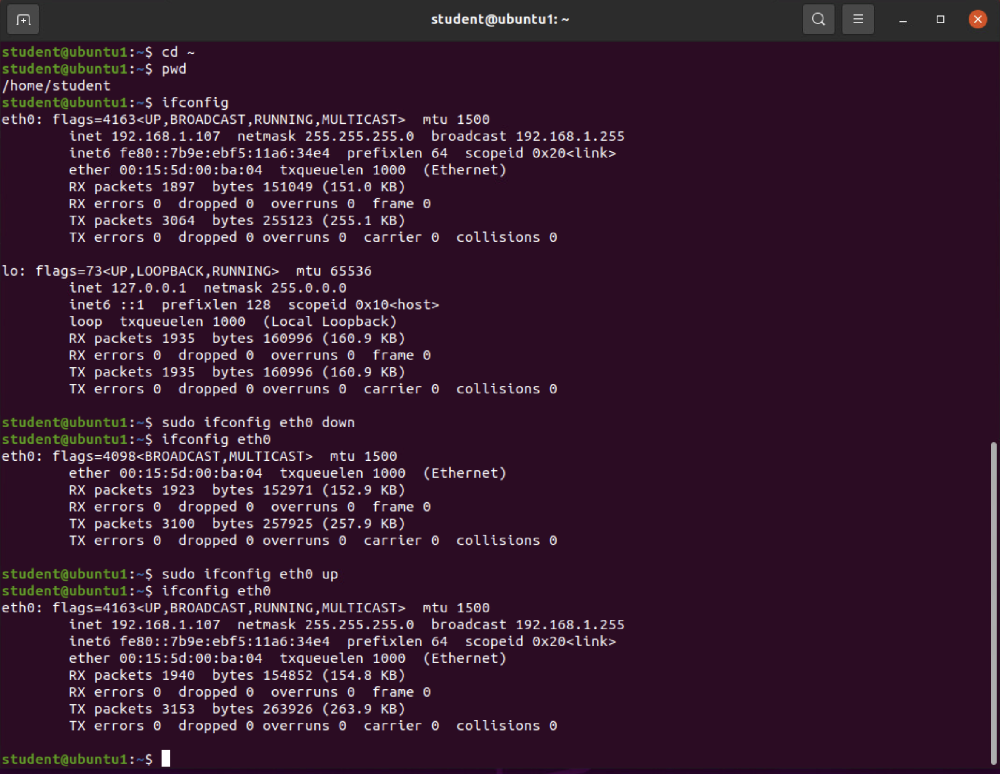 student@ubuntu1: ~
student@ubuntu1:~$ cd ~
student@ubuntu1:~$ pwd
/home/student
student@ubuntu1:~$ ifconfig
eth0: flags=4163<UP,BROADCAST,RUNNING,MULTICAST>  mtu 1500
        inet 192.168.1.107  netmask 255.255.255.0  broadcast 192.168.1.255
        inet6 fe80::7b9e:ebf5:11a6:34e4  prefixlen 64  scopeid 0x20<link>
        ether 00:15:5d:00:ba:04  txqueuelen 1000  (Ethernet)
        RX packets 1897  bytes 151049 (151.0 KB)
        RX errors 0  dropped 0  overruns 0  frame 0
        TX packets 3064  bytes 255123 (255.1 KB)
        TX errors 0  dropped 0 overruns 0  carrier 0  collisions 0
lo: flags=73<UP,LOOPBACK,RUNNING>  mtu 65536
        inet 127.0.0.1  netmask 255.0.0.0
        inet6 ::1  prefixlen 128  scopeid 0x10<host>
        loop  txqueuelen 1000  (Local Loopback)
        RX packets 1935  bytes 160996 (160.9 KB)
        RX errors 0  dropped 0  overruns 0  frame 0
        TX packets 1935  bytes 160996 (160.9 KB)
        TX errors 0  dropped 0 overruns 0  carrier 0  collisions 0
student@ubuntu1:~$ sudo ifconfig eth0 down
student@ubuntu1:~$ ifconfig eth0
eth0: flags=4098<BROADCAST,MULTICAST>  mtu 1500
        ether 00:15:5d:00:ba:04  txqueuelen 1000  (Ethernet)
        RX packets 1923  bytes 152971 (152.9 KB)
        RX errors 0  dropped 0  overruns 0  frame 0
        TX packets 3100  bytes 257925 (257.9 KB)
        TX errors 0  dropped 0 overruns 0  carrier 0  collisions 0
student@ubuntu1:~$ sudo ifconfig eth0 up
student@ubuntu1:~$ ifconfig eth0
eth0: flags=4163<UP,BROADCAST,RUNNING,MULTICAST>  mtu 1500
        inet 192.168.1.107  netmask 255.255.255.0  broadcast 192.168.1.255
        inet6 fe80::7b9e:ebf5:11a6:34e4  prefixlen 64  scopeid 0x20<link>
        ether 00:15:5d:00:ba:04  txqueuelen 1000  (Ethernet)
        RX packets 1940  bytes 154852 (154.8 KB)
        RX errors 0  dropped 0  overruns 0  frame 0
        TX packets 3153  bytes 263926 (263.9 KB)
        TX errors 0  dropped 0 overruns 0  carrier 0  collisions 0
student@ubuntu1:~$